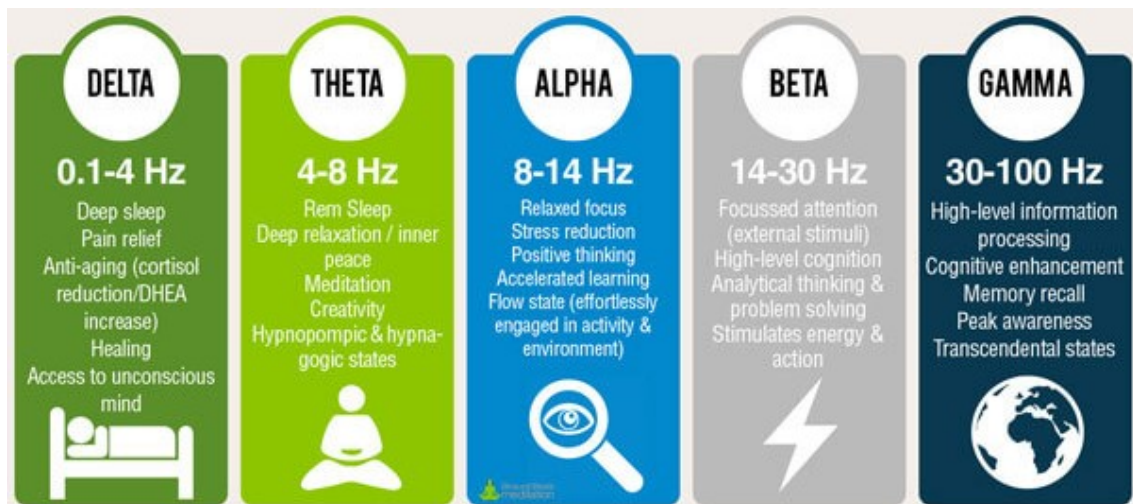 DELTA
0.1-4 Hz
Deep sleep
Pain relief
Anti-aging (cortisol
reduction/DHEA
increase)
Healing
Access to unconscious
mind
THETA
4-8 Hz
Rem Sleep
Deep relaxation / inner
peace
Meditation
Creativity
Hypnopompic & hypna-
gogic states
ALPHA
8-14 Hz
Relaxed focus
Stress reduction
Positive thinking
Accelerated learning
Flow state (effortlessly
engaged in activity &
environment)
meditation
BETA
14-30 Hz
Focussed attention
(external stimuli)
High-level cognition
Analytical thinking &
problem solving
Stimulates energy &
action
GAMMA
30-100 Hz
High-level information
processing
Cognitive enhancement
Memory recall
Peak awareness
Transcendental states